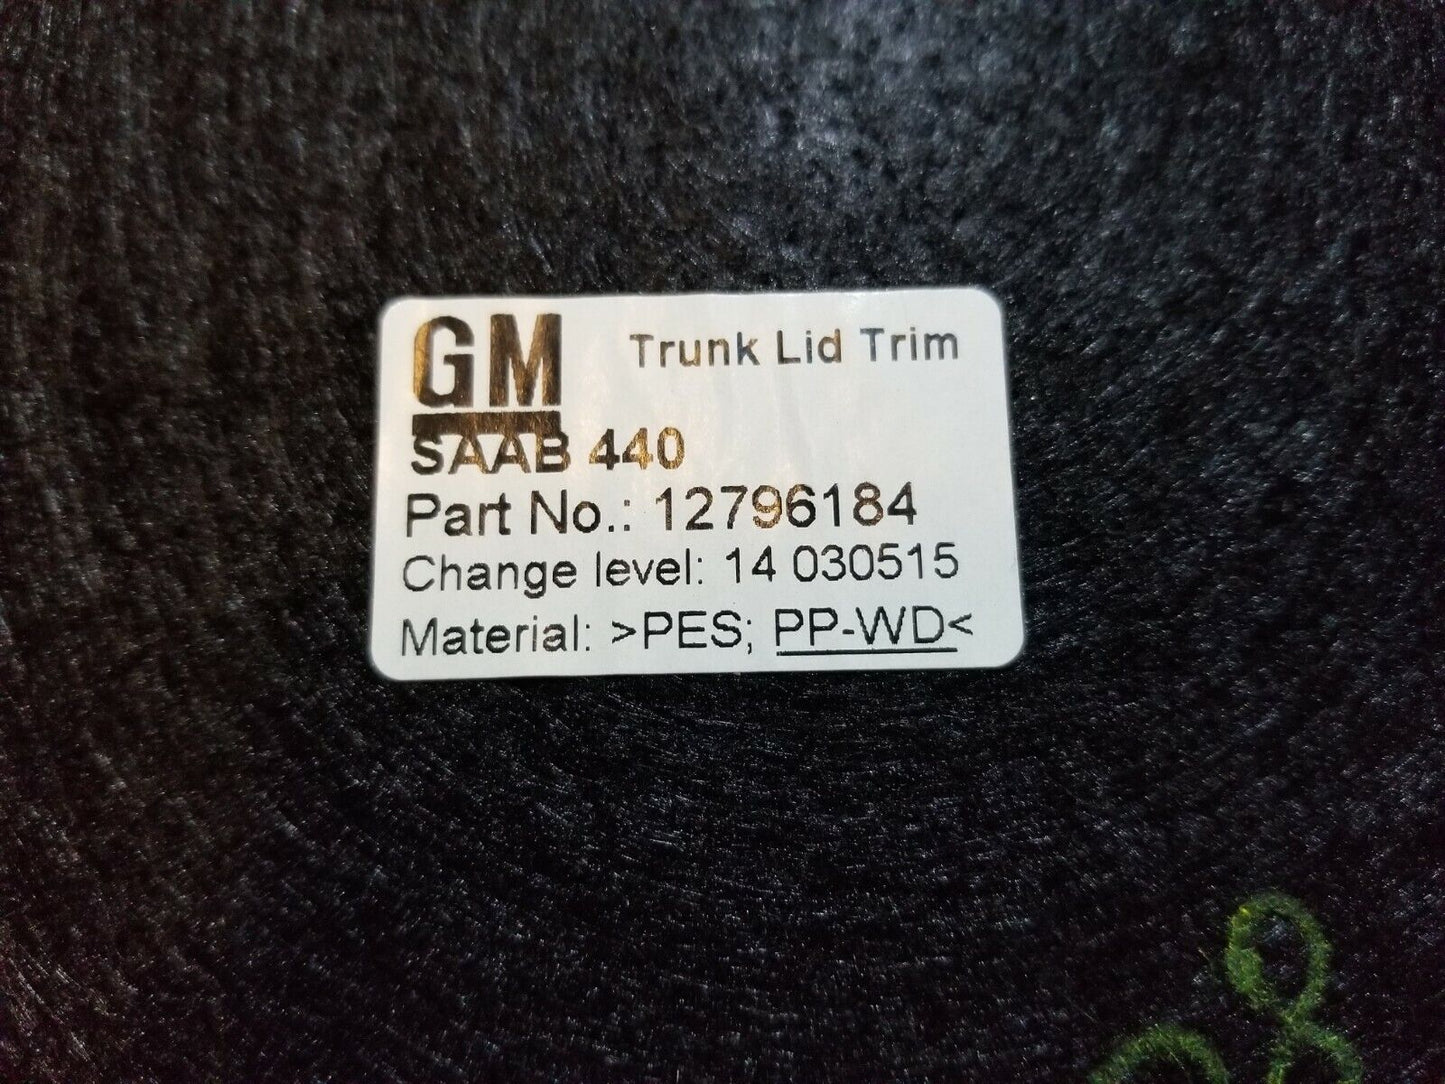 GM Trunk Lid Trim
SAAB 440
Part No.: 12796184
Change level: 14 030515
Material: >PES; PP-WD<